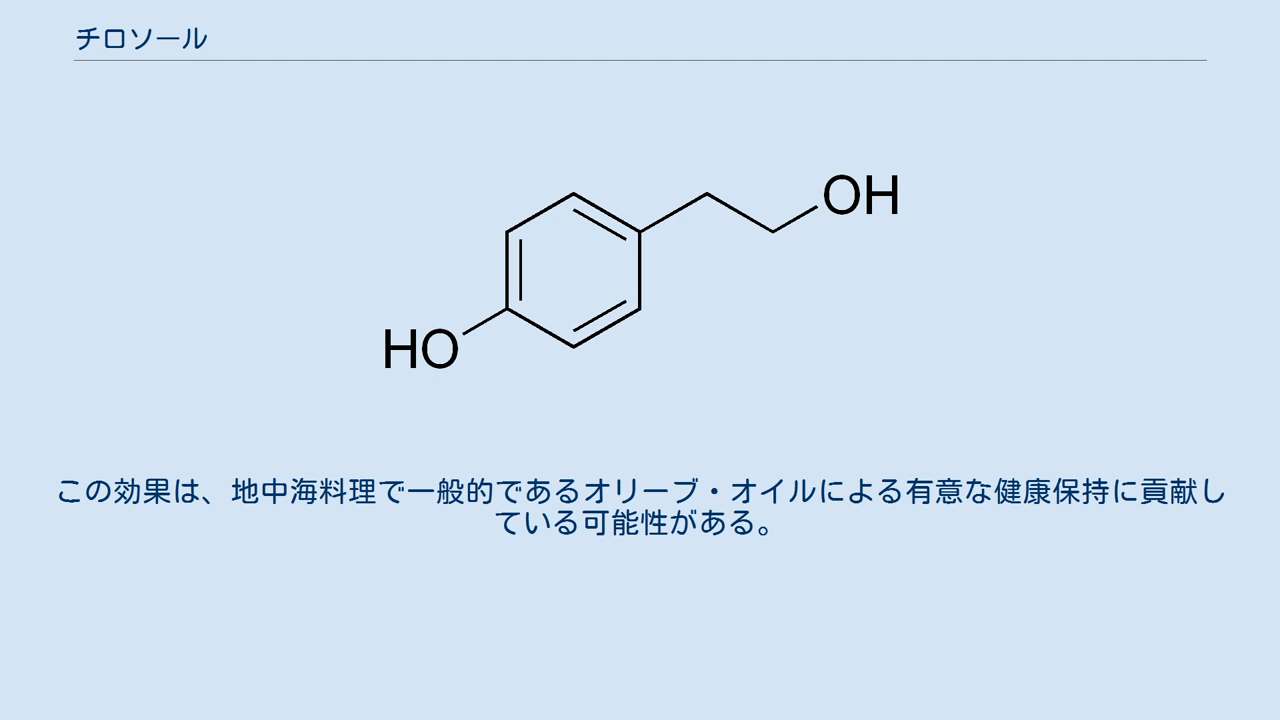 チロソール
OH
HO
この効果は、地中海料理で一般的であるオリーブ・オイルによる有意な健康保持に貢献し
ている可能性がある。